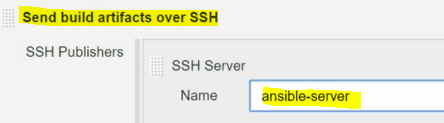 Send build artifacts over SSH
SSH Publishers
SSH Server
Name
ansible-server